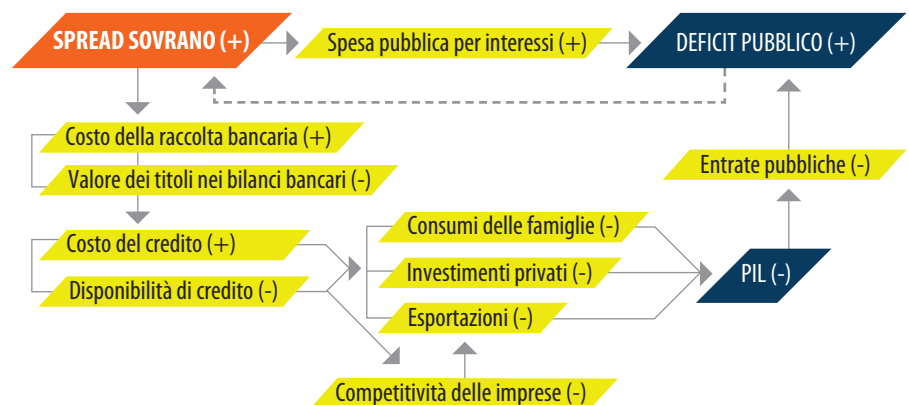 SPREAD SOVRANO (+)
Spesa pubblica per interessi (+)
DEFICIT PUBBLICO (+)
Costo della raccolta bancaria (+)
Valore dei titoli nei bilanci bancari (-)
Entrate pubbliche (-)
Costo del credito (+)
Disponibilità di credito (-)
Consumi delle famiglie (-)
Investimenti privati (-)
Esportazioni (-)
PIL (-)
Competitività delle imprese (-)